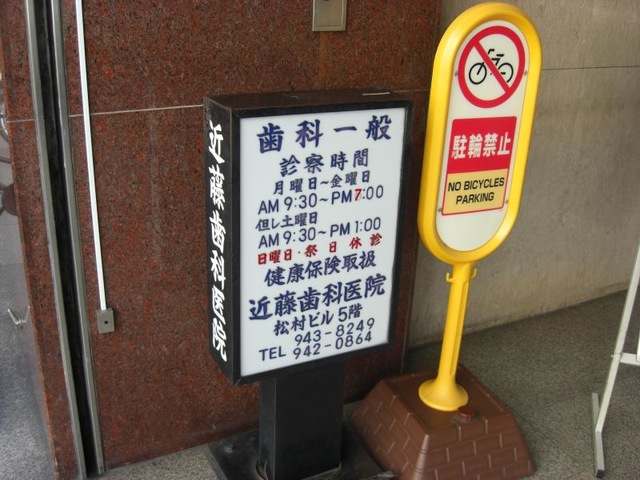 近藤歯科医院
歯科一般
診察時間
月曜日~金曜日
AM 9:30~PM7:00
但し土曜日
AM 9:30~PM 1:00
日曜日・祭日休診
健康保険取扱
近藤歯科医院
松村ビル5階
943-8249
TEL 942-0864
駐輪禁止
NO BICYCLES
PARKING